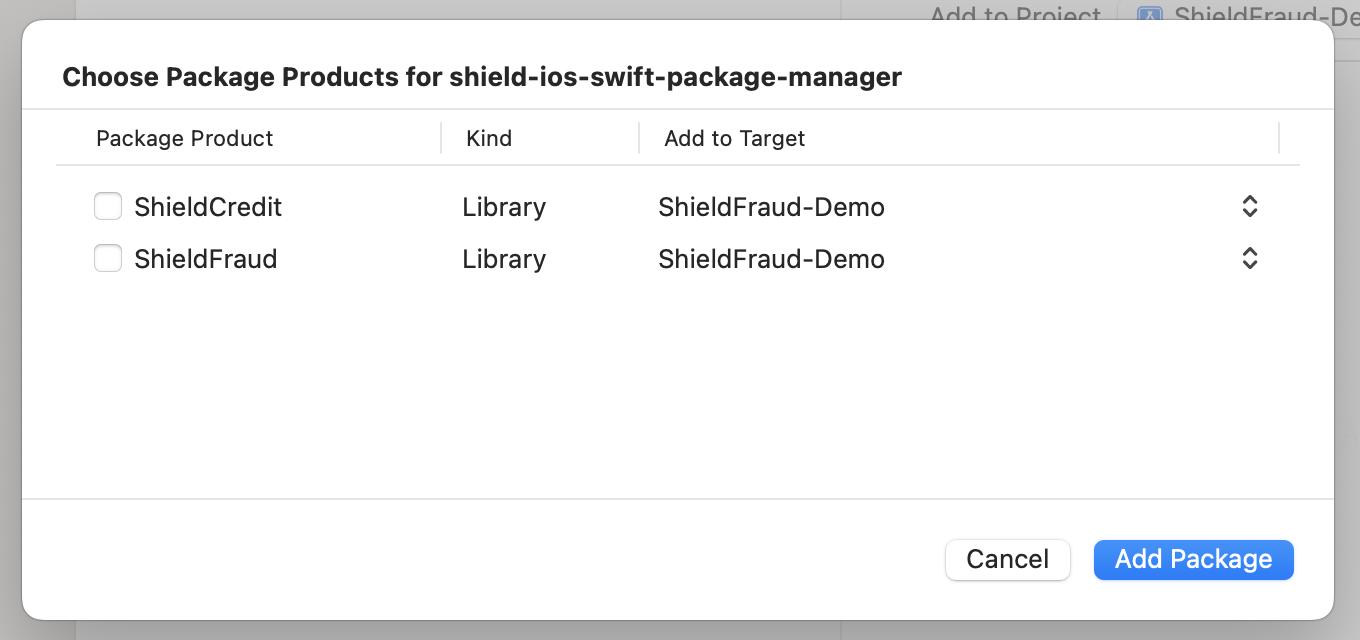 Add to Project ShieldFraud-De
Choose Package Products for shield-ios-swift-package-manager
Package Product Kind Add to Target
ShieldCredit Library ShieldFraud-Demo
ShieldFraud Library ShieldFraud-Demo
Cancel Add Package